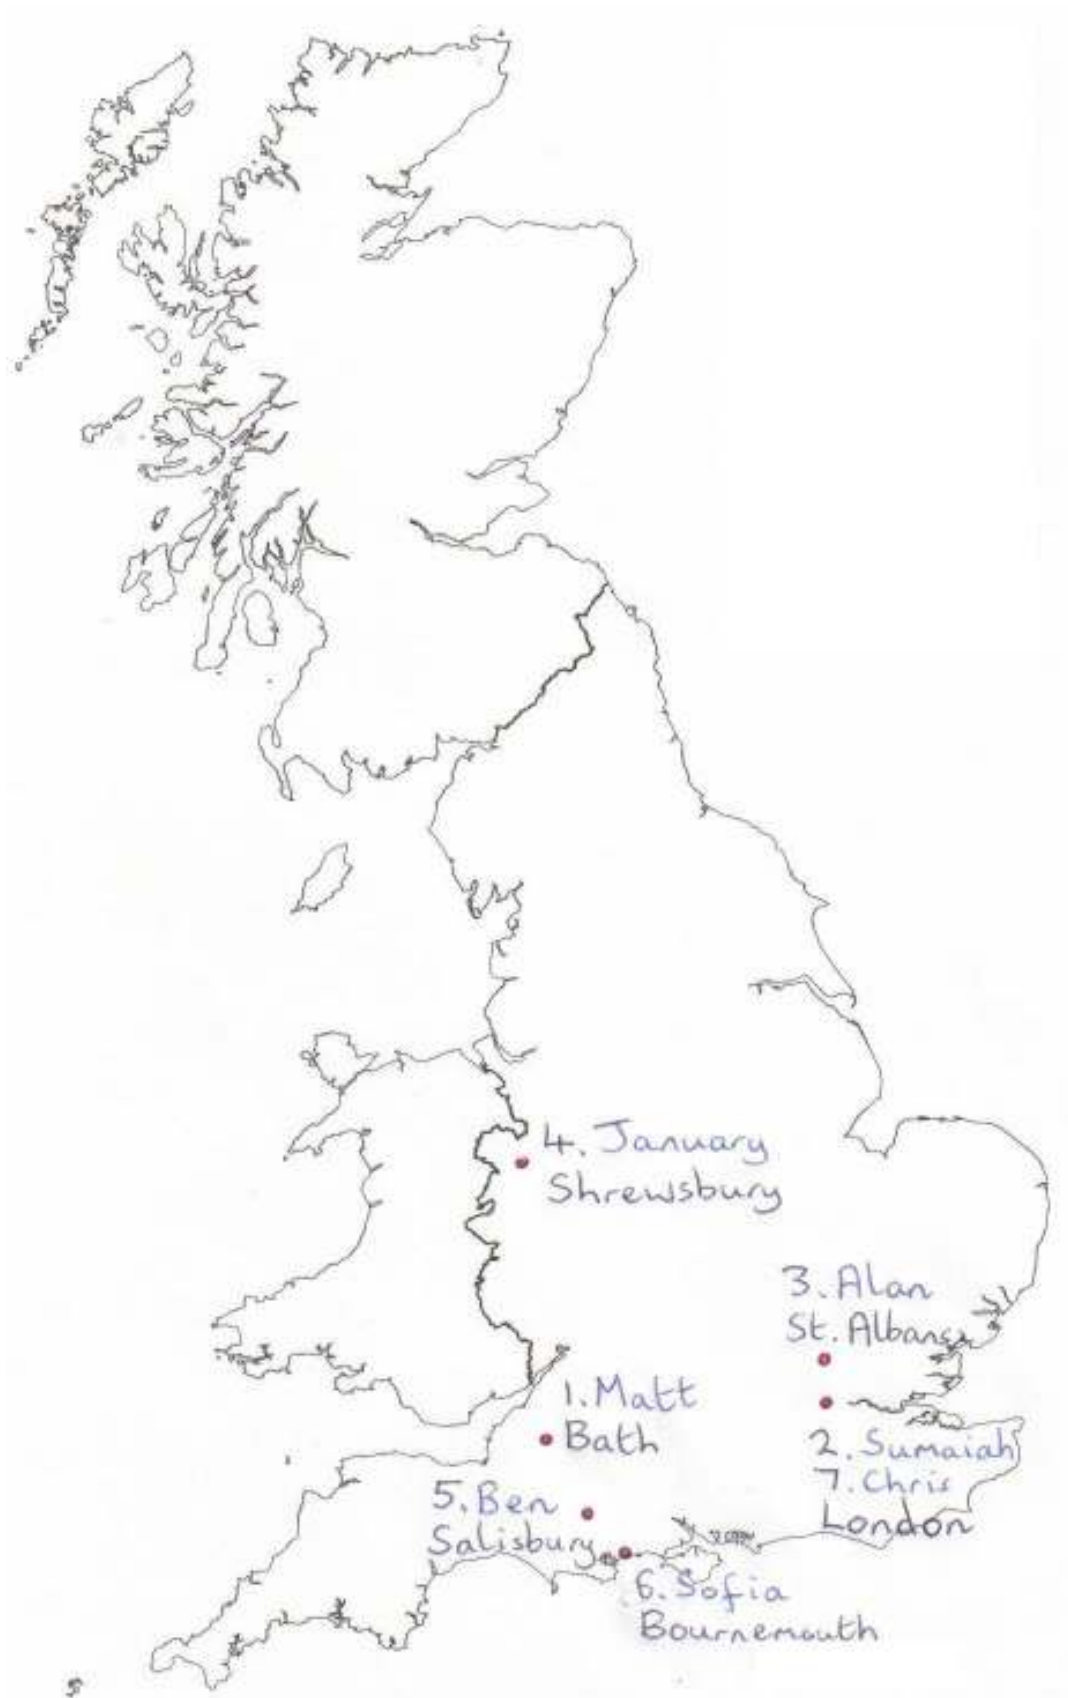 4. January
Shrewsbury
3. Alan
St. Albans
1. Matt
Bath
2. Sumaiah
7. Chris
London
5. Ben
Salisbury
6. Sofia
Bournemouth